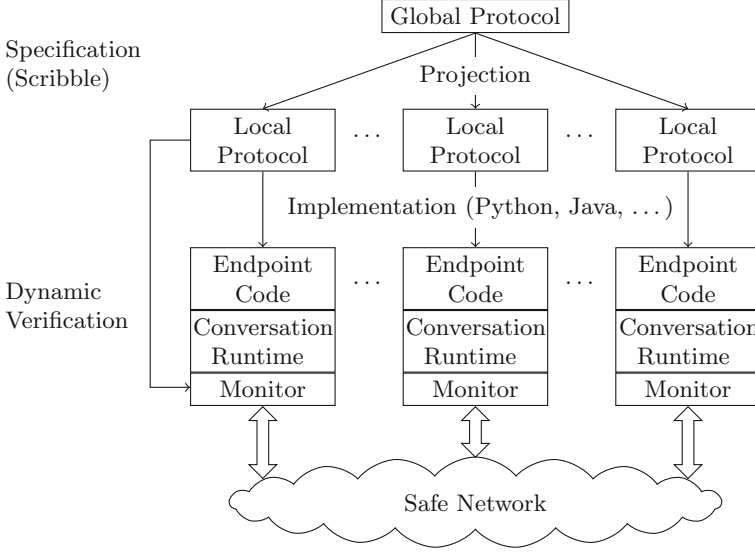 Global Protocol
Specification
(Scribble)
Projection
Local
Protocol
...
Local
Protocol
...
Local
Protocol
Implementation (Python, Java, ...)
Dynamic
Verification
Endpoint
Code
...
Endpoint
Code
...
Endpoint
Code
Conversation
Runtime
Conversation
Runtime
Conversation
Runtime
Monitor
Monitor
Monitor
Safe Network